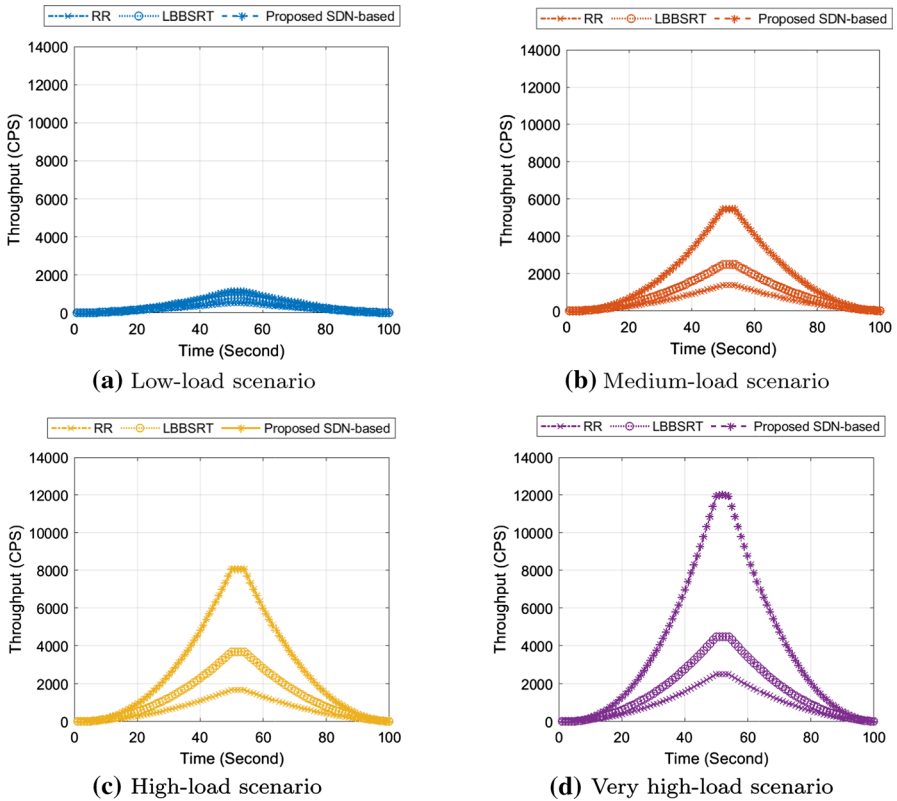 RR LBBSRT Proposed SDN-based
14000
12000
10000
8000
6000
4000
2000
0
Throughput (CPS)
0 20 40 60 80 100
Time (Second)
(a) Low-load scenario
RR LBBSRT Proposed SDN-based
14000
12000
10000
8000
6000
4000
2000
0
Throughput (CPS)
0 20 40 60 80 100
Time (Second)
(b) Medium-load scenario
RR LBBSRT Proposed SDN-based
14000
12000
10000
8000
6000
4000
2000
0
Throughput (CPS)
0 20 40 60 80 100
Time (Second)
(c) High-load scenario
RR LBBSRT Proposed SDN-based
14000
12000
10000
8000
6000
4000
2000
0
Throughput (CPS)
0 20 40 60 80 100
Time (Second)
(d) Very high-load scenario